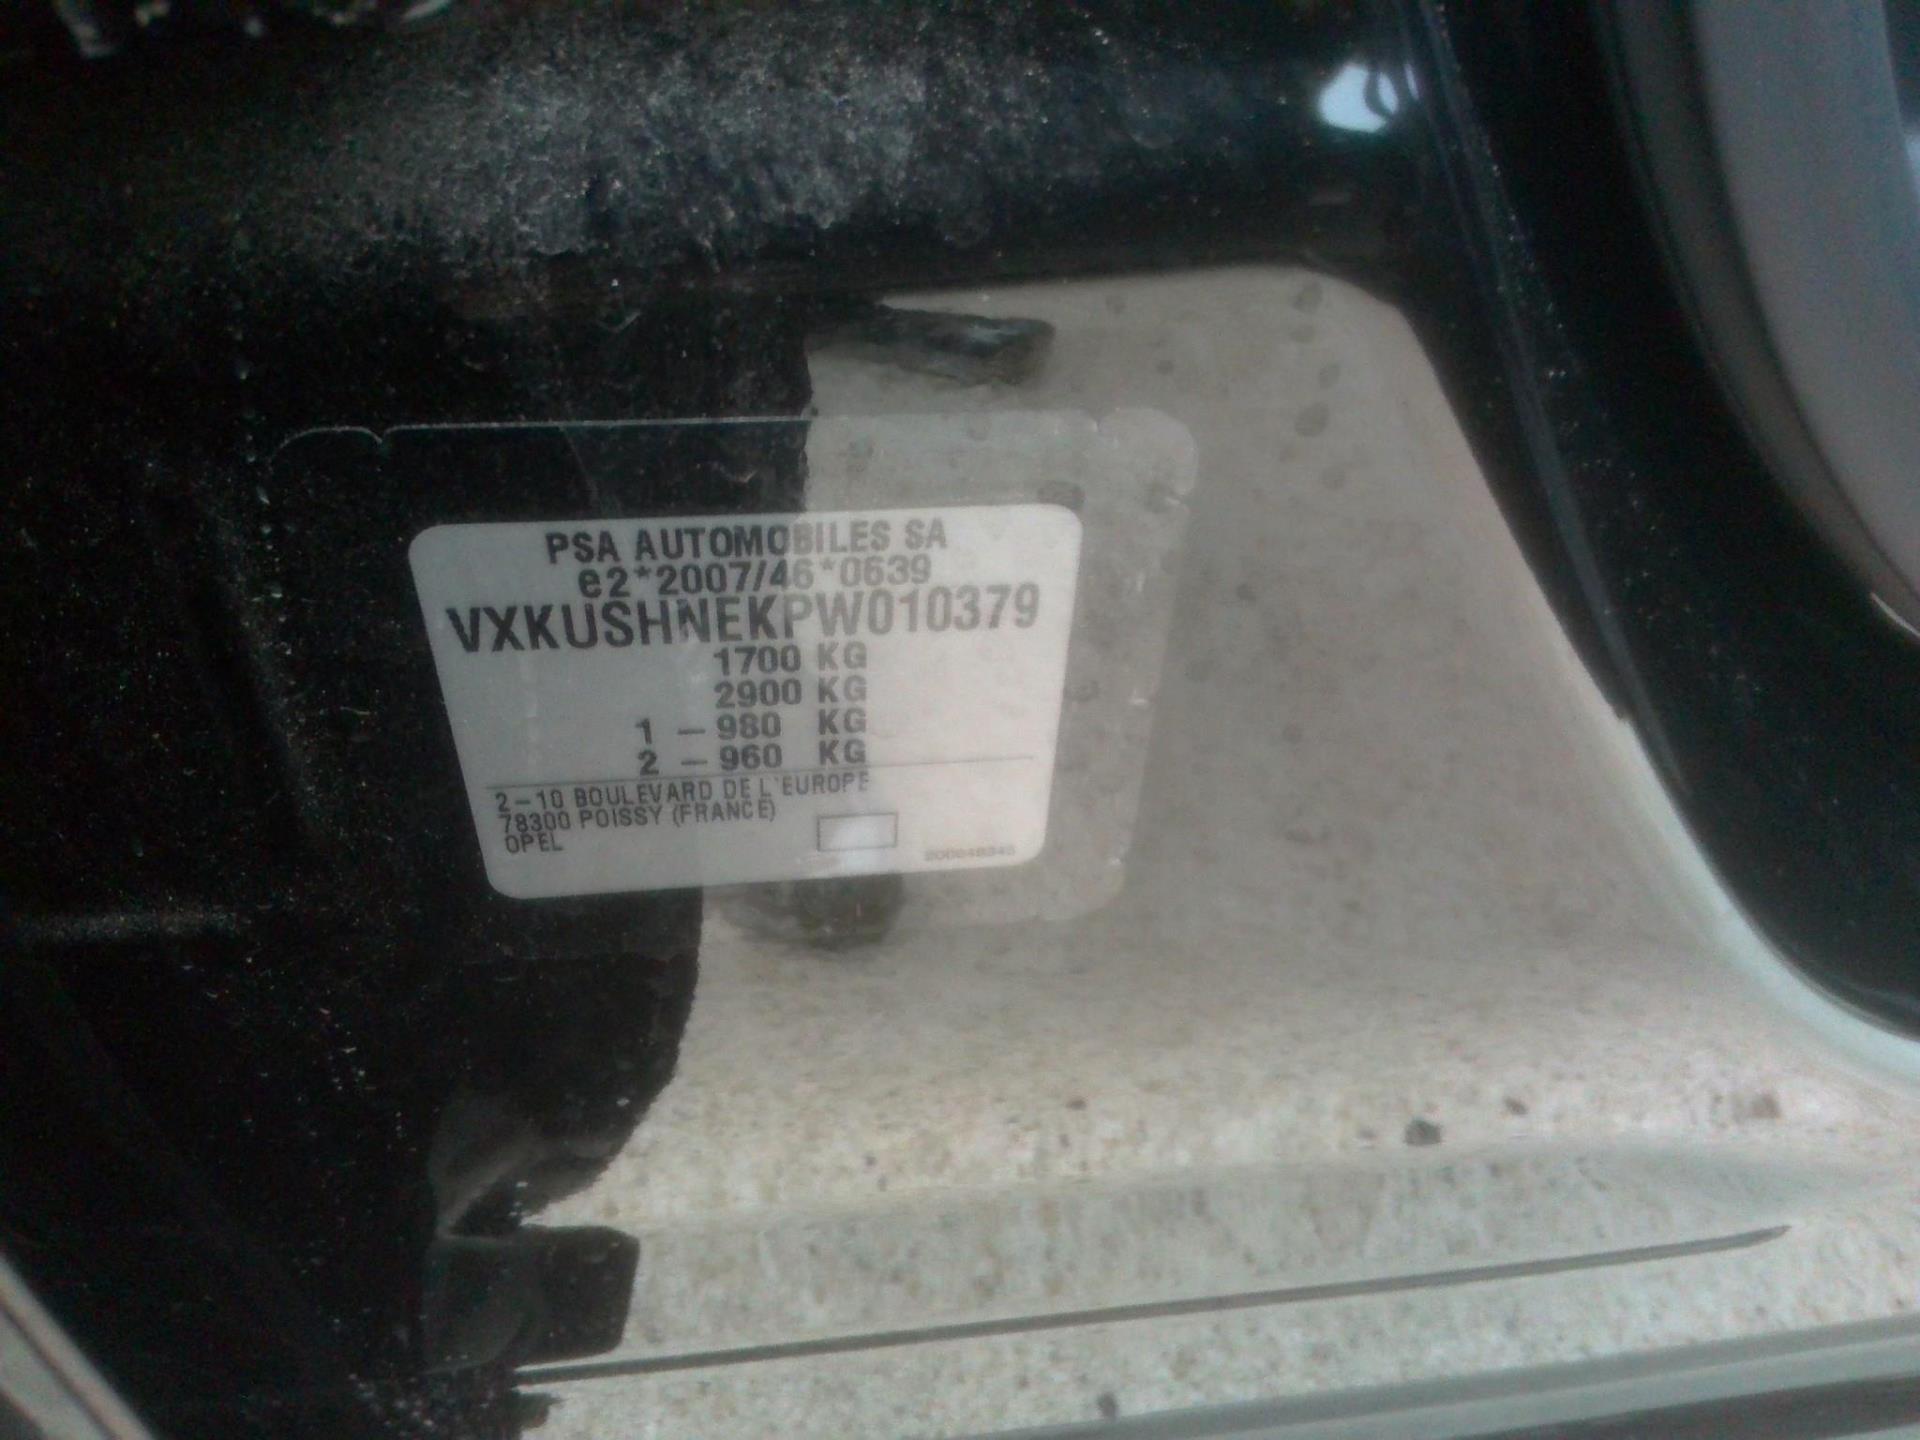 PSA AUTOMOBILES SA
e2*2007/46*0639
VXKUSHNEKPW010379
1700 KG
2900 KG
1 – 980 KG
2 – 960 KG
2–10 BOULEVARD DE L'EUROPE
78300 POISSY (FRANCE)
OPEL